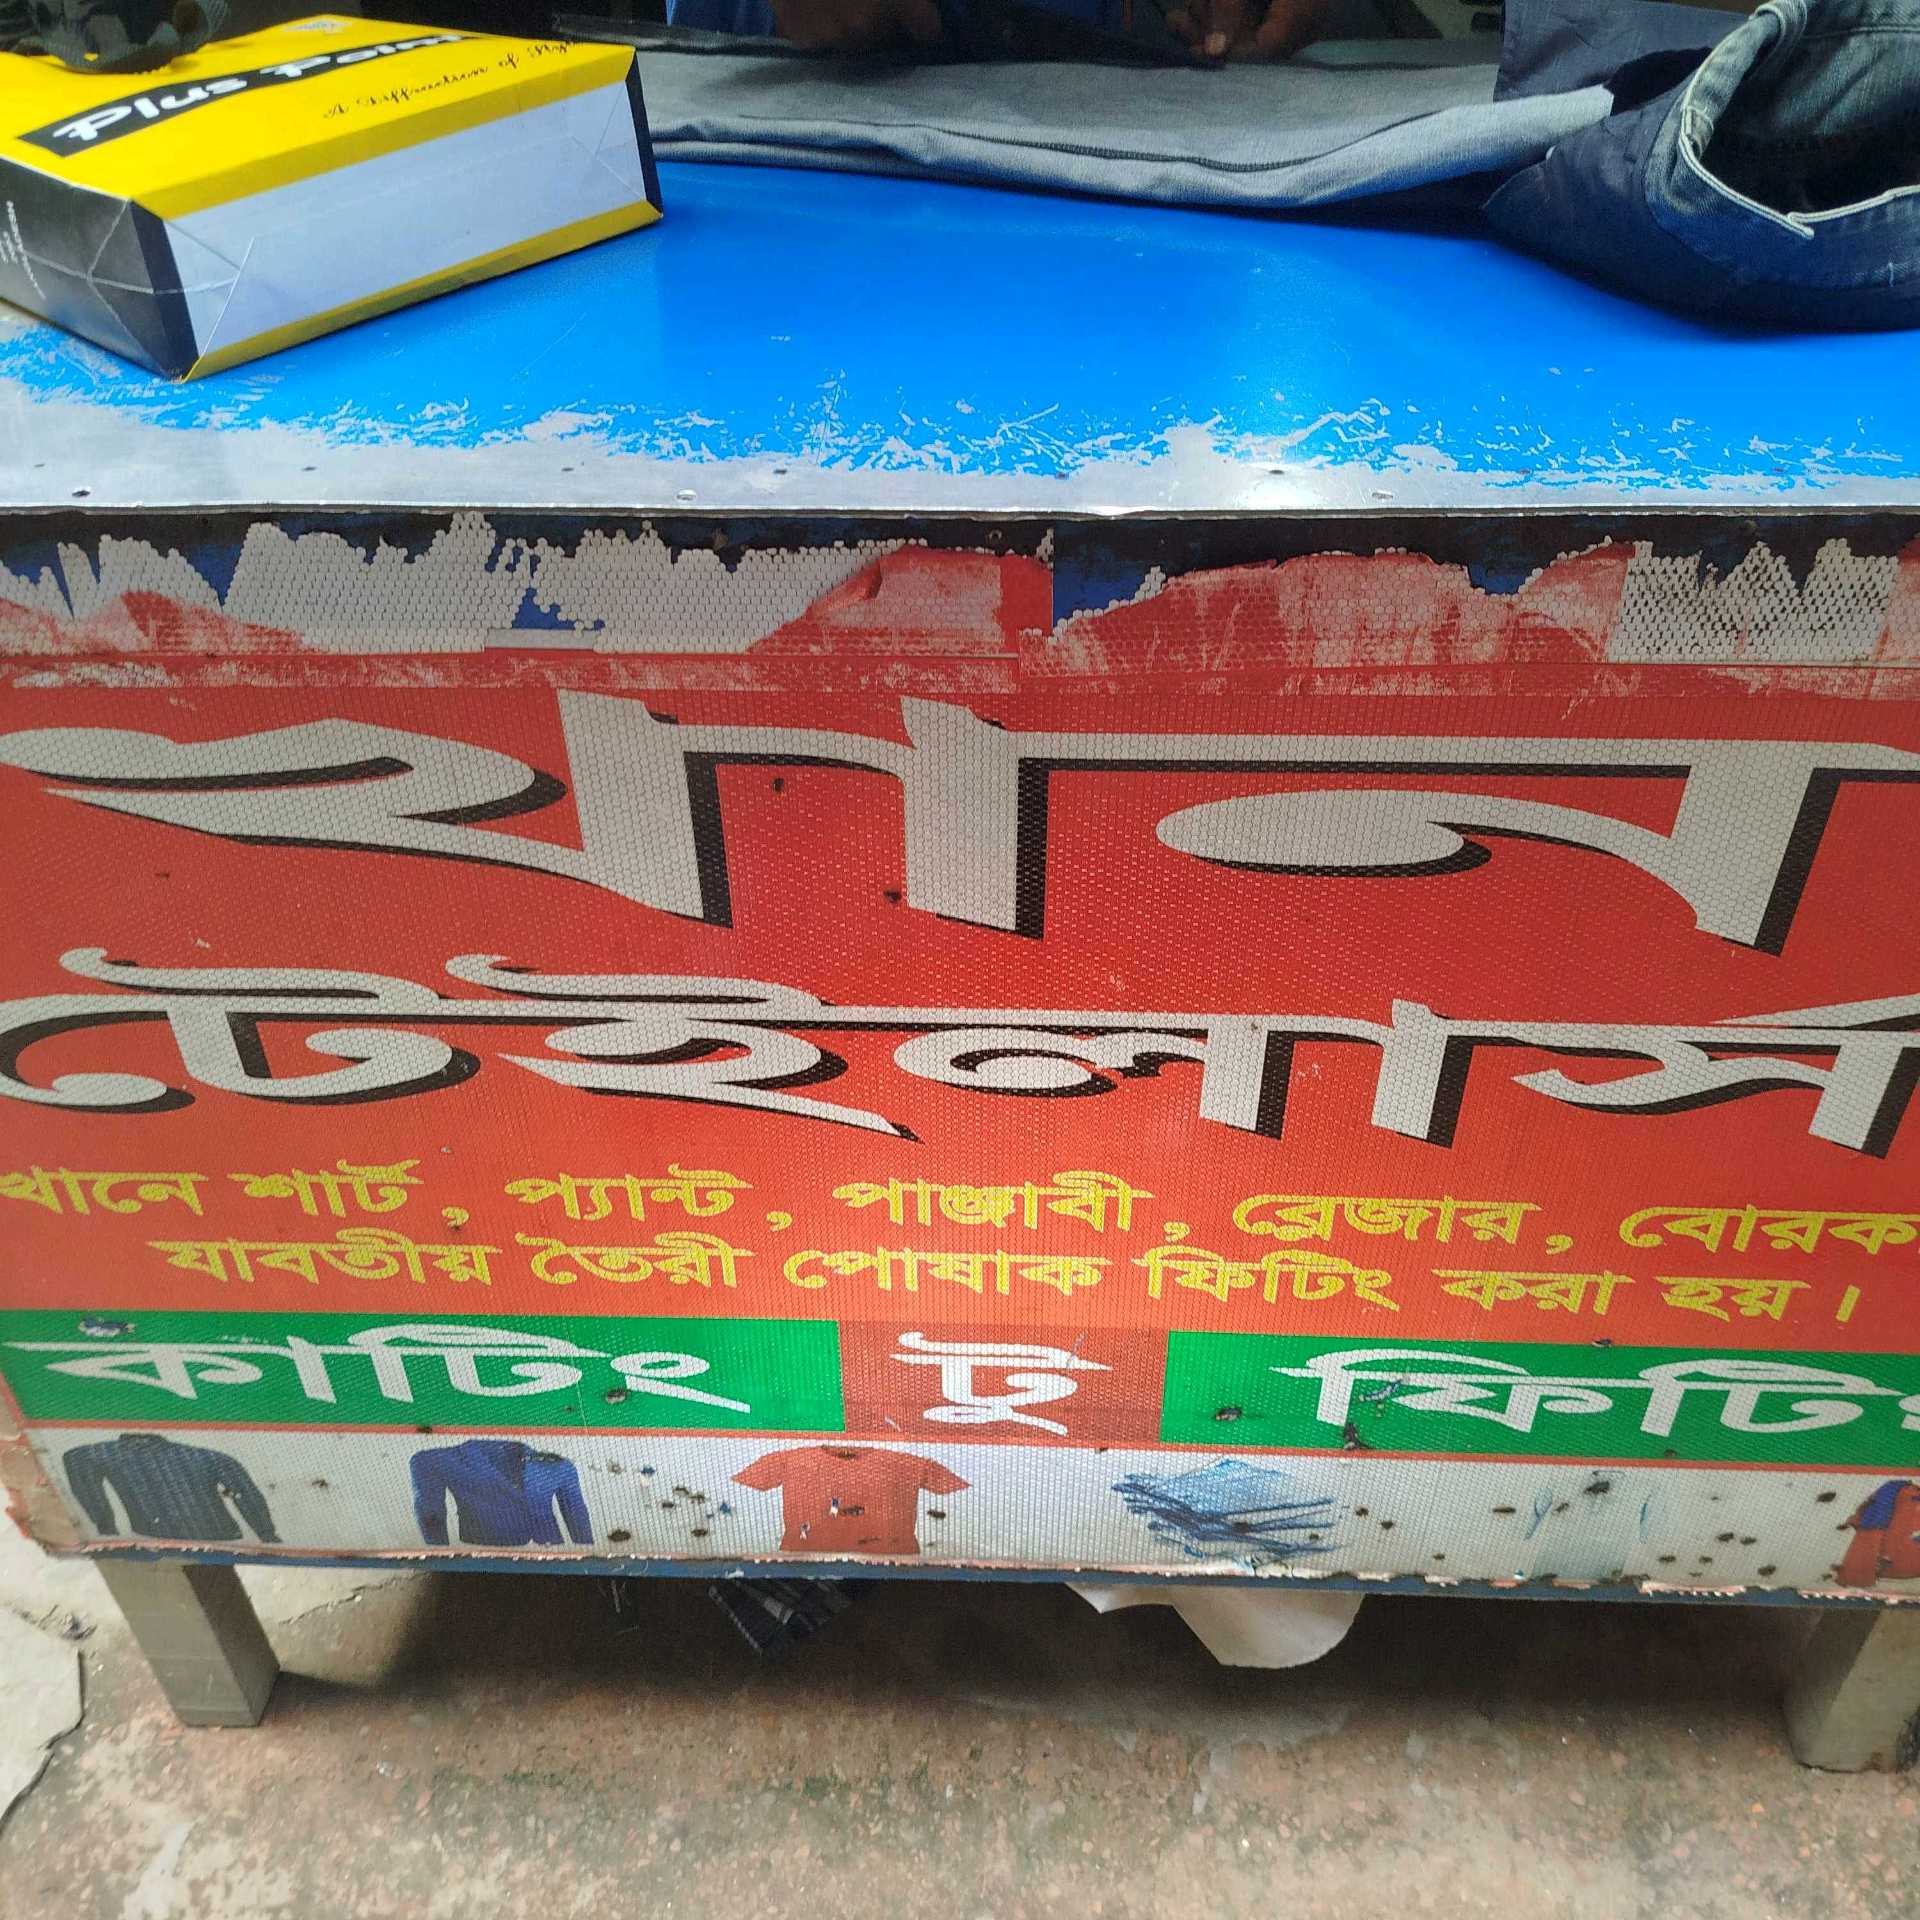 Plus Point
খান
টেইলার্স
খানে শার্ট, প্যান্ট, পাঞ্জাবী, ব্লেজার, বোরক
যাবতীয় তৈরী পোষাক ফিটিং করা হয়।
কাটিং টু ফিটিং